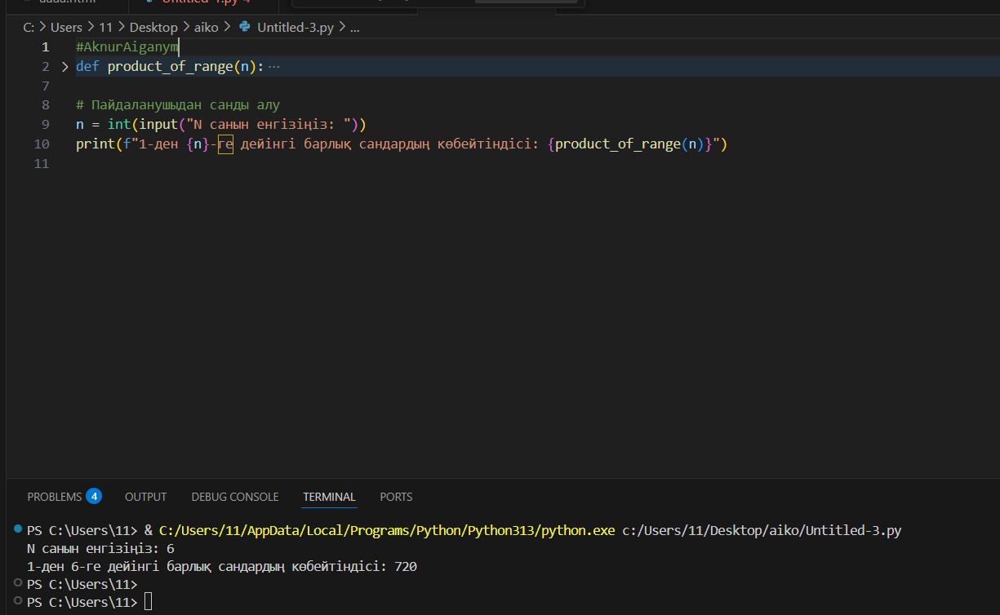 C: > Users > 11 > Desktop > aiko > Untitled-3.py > ...
1 #AknurAiganym
2 > def product_of_range(n): ···
7
8 # Пайдаланушыдан санды алу
9 n = int(input("N санын енгізіңіз: "))
10 print(f"1-ден {n}-ге дейінгі барлық сандардың көбейтіндісі: {product_of_range(n)}")
11
PROBLEMS 4 OUTPUT DEBUG CONSOLE TERMINAL PORTS
PS C:\Users\11> & C:/Users/11/AppData/Local/Programs/Python/Python313/python.exe c:/Users/11/Desktop/aiko/Untitled-3.py
N санын енгізіңіз: 6
1-ден 6-ге дейінгі барлық сандардың көбейтіндісі: 720
PS C:\Users\11>
PS C:\Users\11>